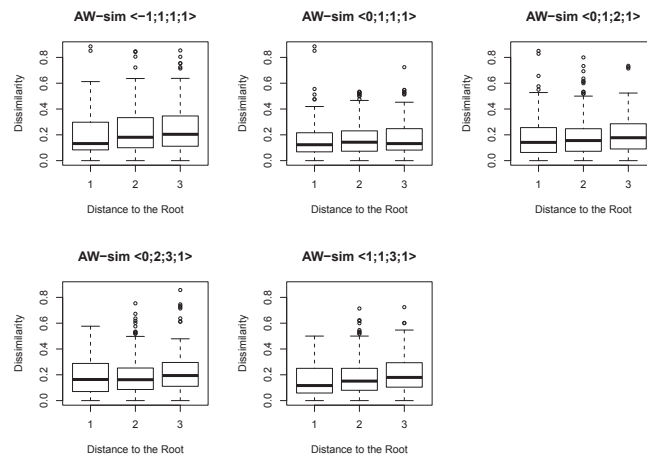 AW−sim <−1;1;1;1>
AW−sim <0;1;1;1>
AW−sim <0;1;2;1>
Dissimilarity
0.0 0.2 0.4 0.6 0.8
1 2 3
Distance to the Root
Dissimilarity
0.0 0.2 0.4 0.6 0.8
1 2 3
Distance to the Root
Dissimilarity
0.0 0.2 0.4 0.6 0.8
1 2 3
Distance to the Root
AW−sim <0;2;3;1>
AW−sim <1;1;3;1>
Dissimilarity
0.0 0.2 0.4 0.6 0.8
1 2 3
Distance to the Root
Dissimilarity
0.0 0.2 0.4 0.6 0.8
1 2 3
Distance to the Root